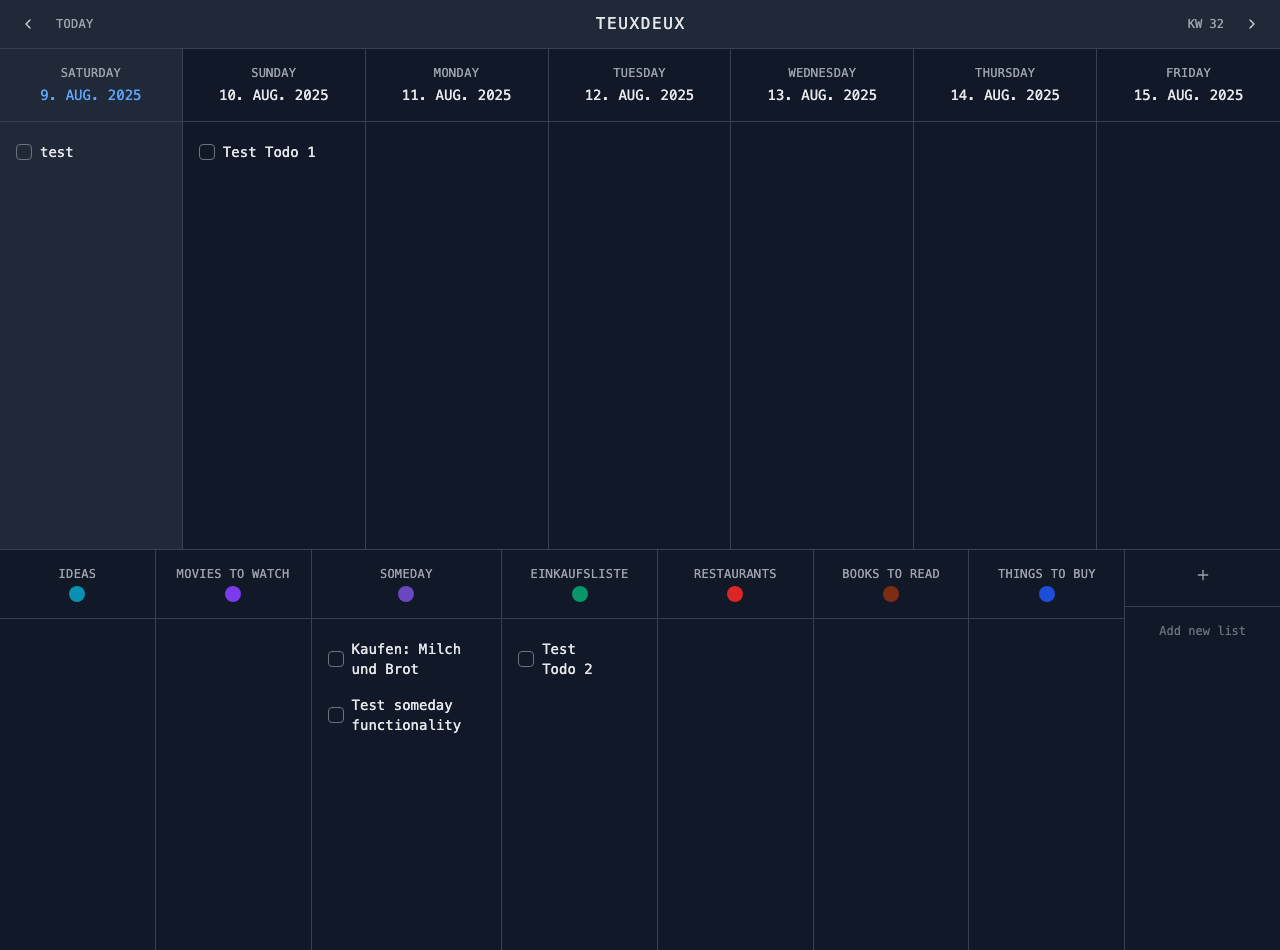 TODAY
TEUXDEUX
KW 32
SATURDAY
9. AUG. 2025
SUNDAY
10. AUG. 2025
MONDAY
11. AUG. 2025
TUESDAY
12. AUG. 2025
WEDNESDAY
13. AUG. 2025
THURSDAY
14. AUG. 2025
FRIDAY
15. AUG. 2025
test
Test Todo 1
IDEAS
MOVIES TO WATCH
SOMEDAY
Kaufen: Milch
und Brot
Test someday
functionality
EINKAUFSLISTE
Test
Todo 2
RESTAURANTS
BOOKS TO READ
THINGS TO BUY
+
Add new list